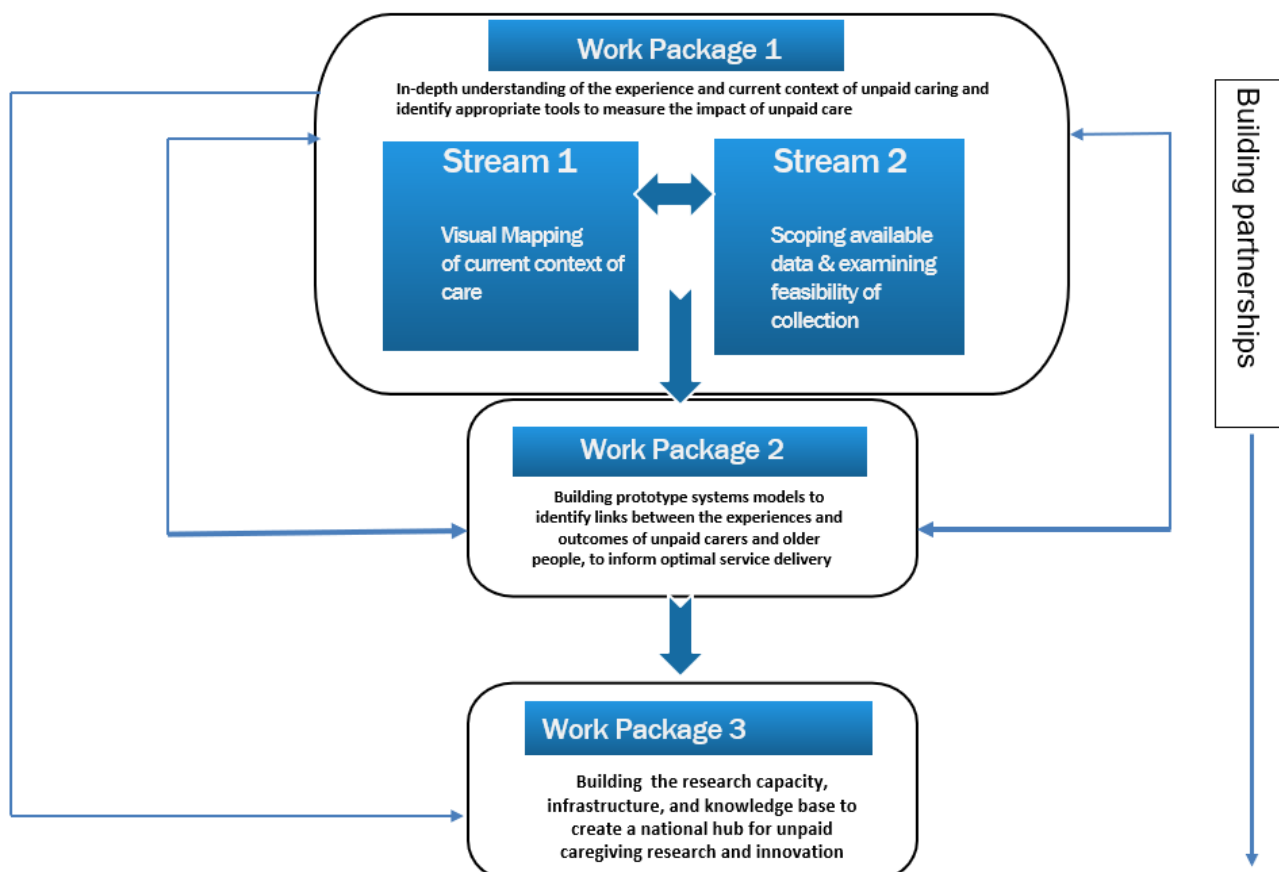 Work Package 1
In-depth understanding of the experience and current context of unpaid caring and
identify appropriate tools to measure the impact of unpaid care
Stream 1
Visual Mapping
of current context of
care
Stream 2
Scoping available
data & examining
feasibility of
collection
Building partnerships
Work Package 2
Building prototype systems models to
identify links between the experiences and
outcomes of unpaid carers and older
people, to inform optimal service delivery
Work Package 3
Building the research capacity,
infrastructure, and knowledge base to
create a national hub for unpaid
caregiving research and innovation